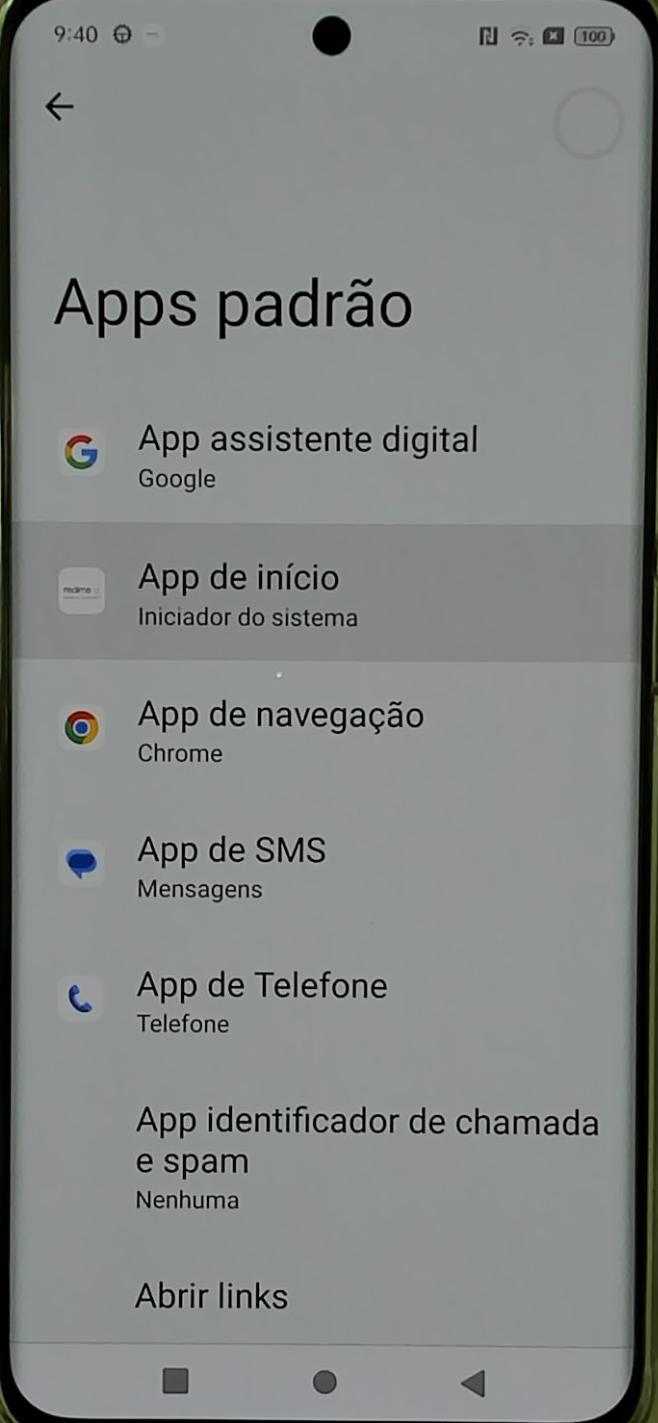 9:40
100
Apps padrão
App assistente digital
Google
realme
App de início
Iniciador do sistema
App de navegação
Chrome
App de SMS
Mensagens
App de Telefone
Telefone
App identificador de chamada
e spam
Nenhuma
Abrir links